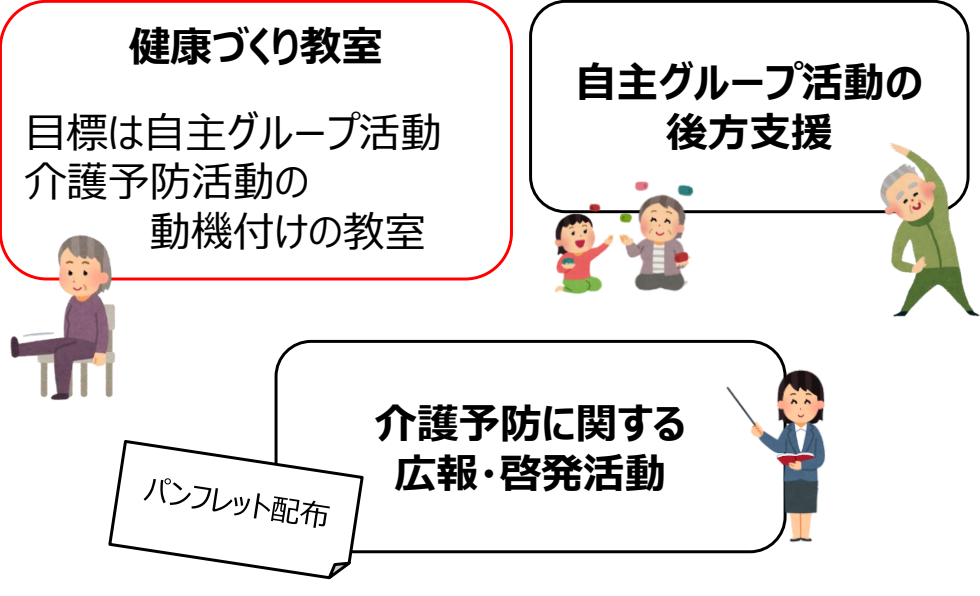 健康づくり教室
目標は自主グループ活動
介護予防活動の
動機付けの教室
自主グループ活動の
後方支援
介護予防に関する
広報・啓発活動
パンフレット配布